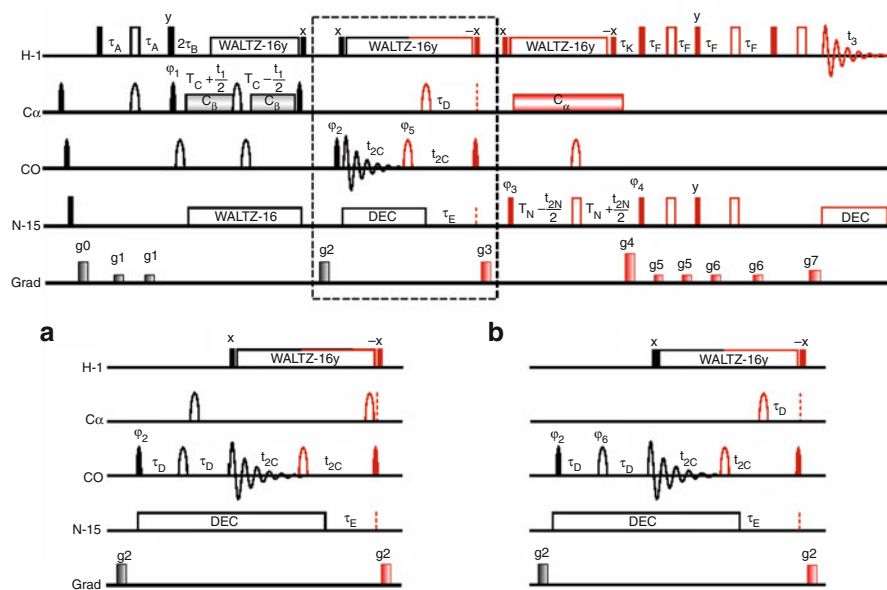 y
x x –x x –x y t3
τA τA 2τB WALTZ-16y WALTZ-16y WALTZ-16y τK τF τF τF τF
H-1
φ1 TC + t1/2 TC – t1/2
Cβ Cβ τD Cα
Cα
φ2 t2C φ5 t2C
CO
φ3 TN – t2N/2 TN + t2N/2 φ4 y
WALTZ-16 DEC τE DEC
N-15
g0 g1 g1 g2 g3 g4 g5 g5 g6 g6 g7
Grad
a
x –x
WALTZ-16y
H-1
Cα
φ2 τD τD t2C t2C
CO
DEC τE
N-15
g2 g2
Grad
b
x –x
WALTZ-16y
τD
φ2 φ6
τD τD t2C t2C
DEC τE
g2 g2